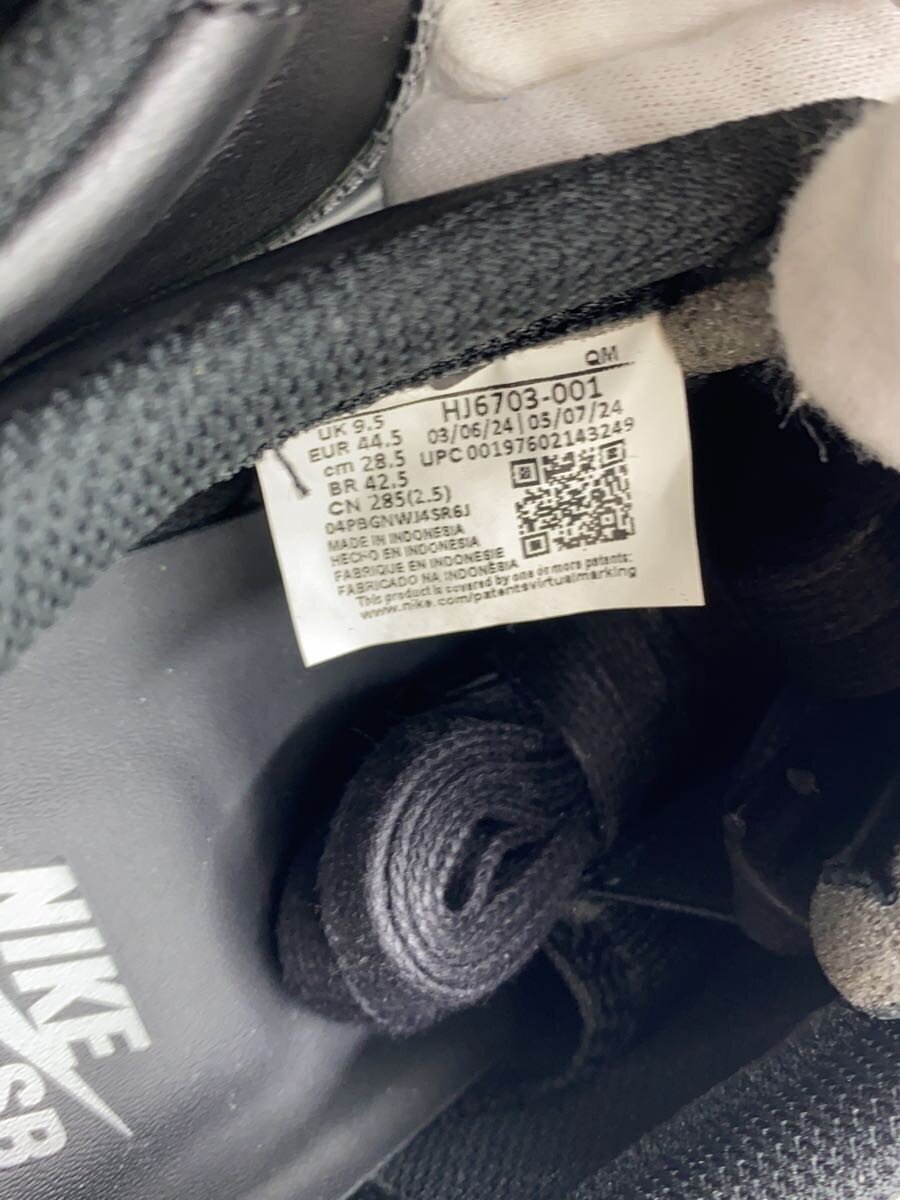 QM
UK 9.5
HJ6703-001
EUR 44.5
03/06/24 | 05/07/24
cm 28.5
UPC 00197602143249
BR 42.5
CN 285(2.5)
04PBGNWJ4SR6J
MADE IN INDONESIA
HECHO EN INDONESIA
FABRIQUE EN INDONESIE
FABRICADO NA INDONÉSIA
This product is covered by one or more patents:
www.nike.com/patentsvirtualmarking
NIKE
SB